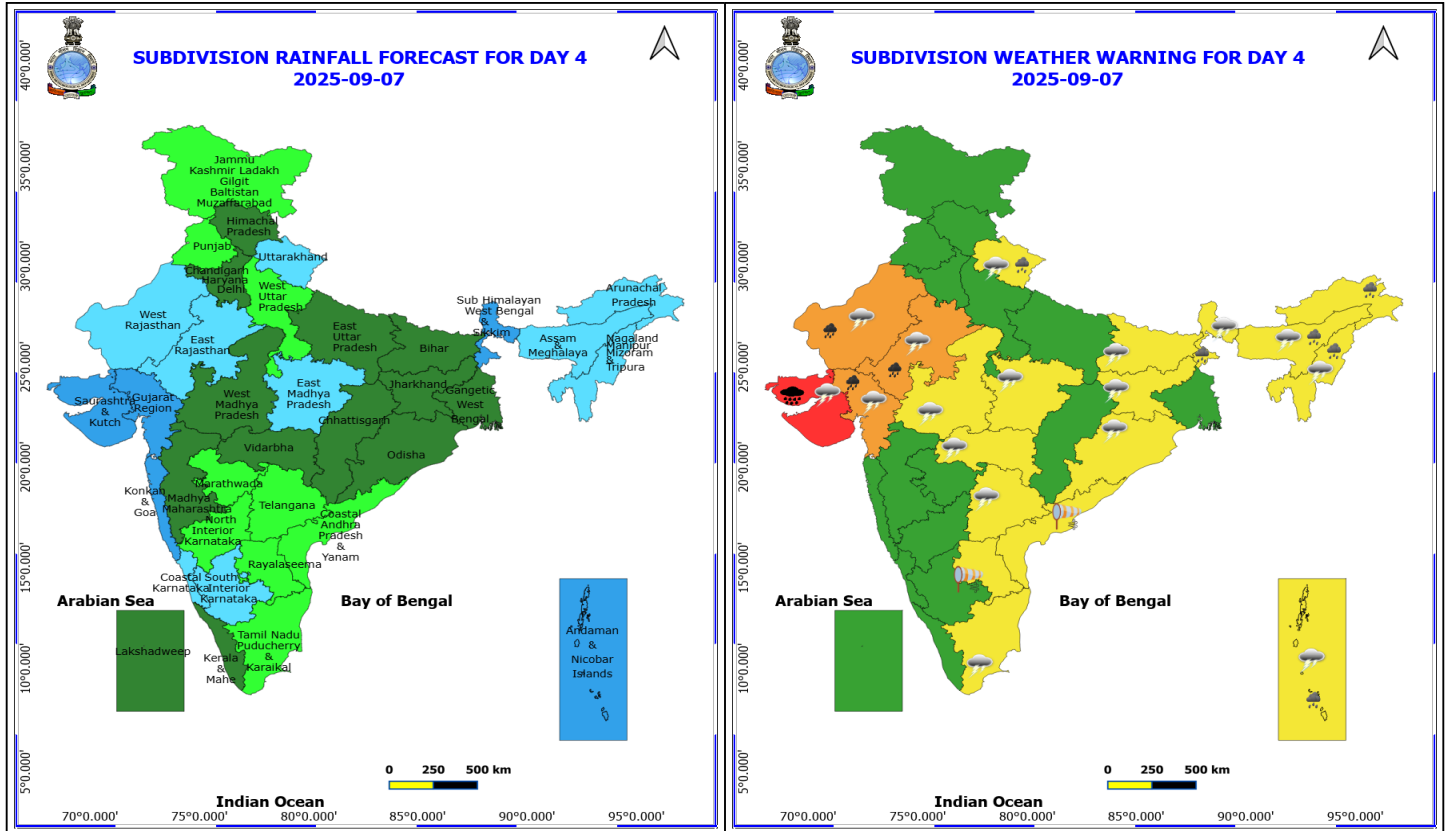 SUBDIVISION RAINFALL FORECAST FOR DAY 4
2025-09-07
40°0.000'
35°0.000'
30°0.000'
25°0.000'
20°0.000'
15°0.000'
10°0.000'
5°0.000'
Jammu
Kashmir Ladakh
Gilgit
Baltistan
Muzaffarabad
Himachal
Pradesh
Punjab
Uttarakhand
Chandigarh
Haryana
Delhi
West
Uttar
Pradesh
West
Rajasthan
East
Rajasthan
East
Uttar
Pradesh
Bihar
Sub Himalayan
West Bengal
&
Sikkim
Arunachal
Pradesh
Assam
&
Meghalaya
Nagaland
Manipur
Mizoram
&
Tripura
Saurashtra
&
Kutch
Gujarat
Region
West
Madhya
Pradesh
East
Madhya
Pradesh
Jharkhand
Gangetic
West
Bengal
Chhattisgarh
Vidarbha
Odisha
Konkan
&
Goa
Madhya
Maharashtra
Marathwada
Telangana
North
Interior
Karnataka
Coastal
Andhra
Pradesh
&
Yanam
Rayalaseema
Coastal
Karnataka
South
Interior
Karnataka
Arabian Sea
Bay of Bengal
Lakshadweep
Kerala
&
Mahe
Tamil Nadu
Puducherry
&
Karaikal
Andaman
&
Nicobar
Islands
0 250 500 km
Indian Ocean
70°0.000' 75°0.000' 80°0.000' 85°0.000' 90°0.000' 95°0.000'
SUBDIVISION WEATHER WARNING FOR DAY 4
2025-09-07
40°0.000'
35°0.000'
30°0.000'
25°0.000'
20°0.000'
15°0.000'
10°0.000'
5°0.000'
Arabian Sea
Bay of Bengal
0 250 500 km
Indian Ocean
70°0.000' 75°0.000' 80°0.000' 85°0.000' 90°0.000' 95°0.000'